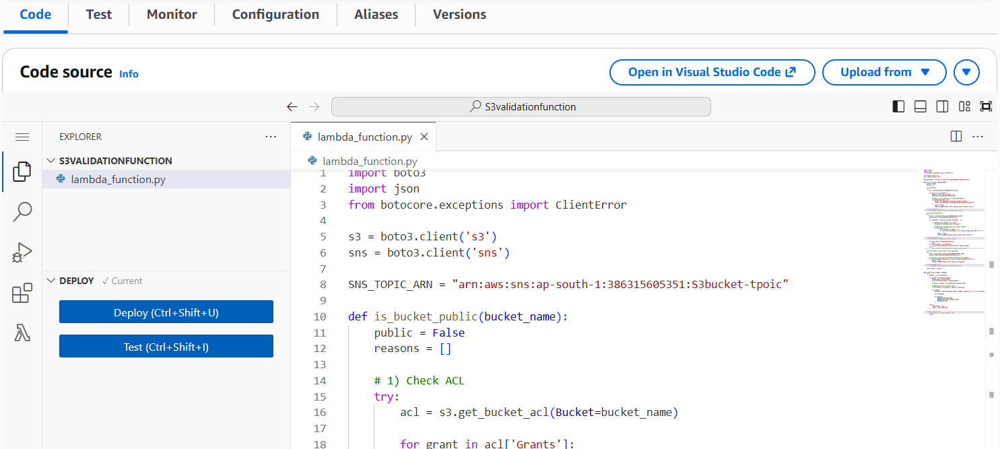 Code Test Monitor Configuration Aliases Versions
Code source Info
Open in Visual Studio Code Upload from
S3validationfunction
EXPLORER
S3VALIDATIONFUNCTION
lambda_function.py
DEPLOY Current
Deploy (Ctrl+Shift+U)
Test (Ctrl+Shift+I)
lambda_function.py
lambda_function.py
1 import boto3
2 import json
3 from botocore.exceptions import ClientError
4
5 s3 = boto3.client('s3')
6 sns = boto3.client('sns')
7
8 SNS_TOPIC_ARN = "arn:aws:sns:ap-south-1:386315605351:S3bucket-tpoic"
9
10 def is_bucket_public(bucket_name):
11 public = False
12 reasons = []
13
14 # 1) Check ACL
15 try:
16 acl = s3.get_bucket_acl(Bucket=bucket_name)
17
18 for grant in acl['Grants']: